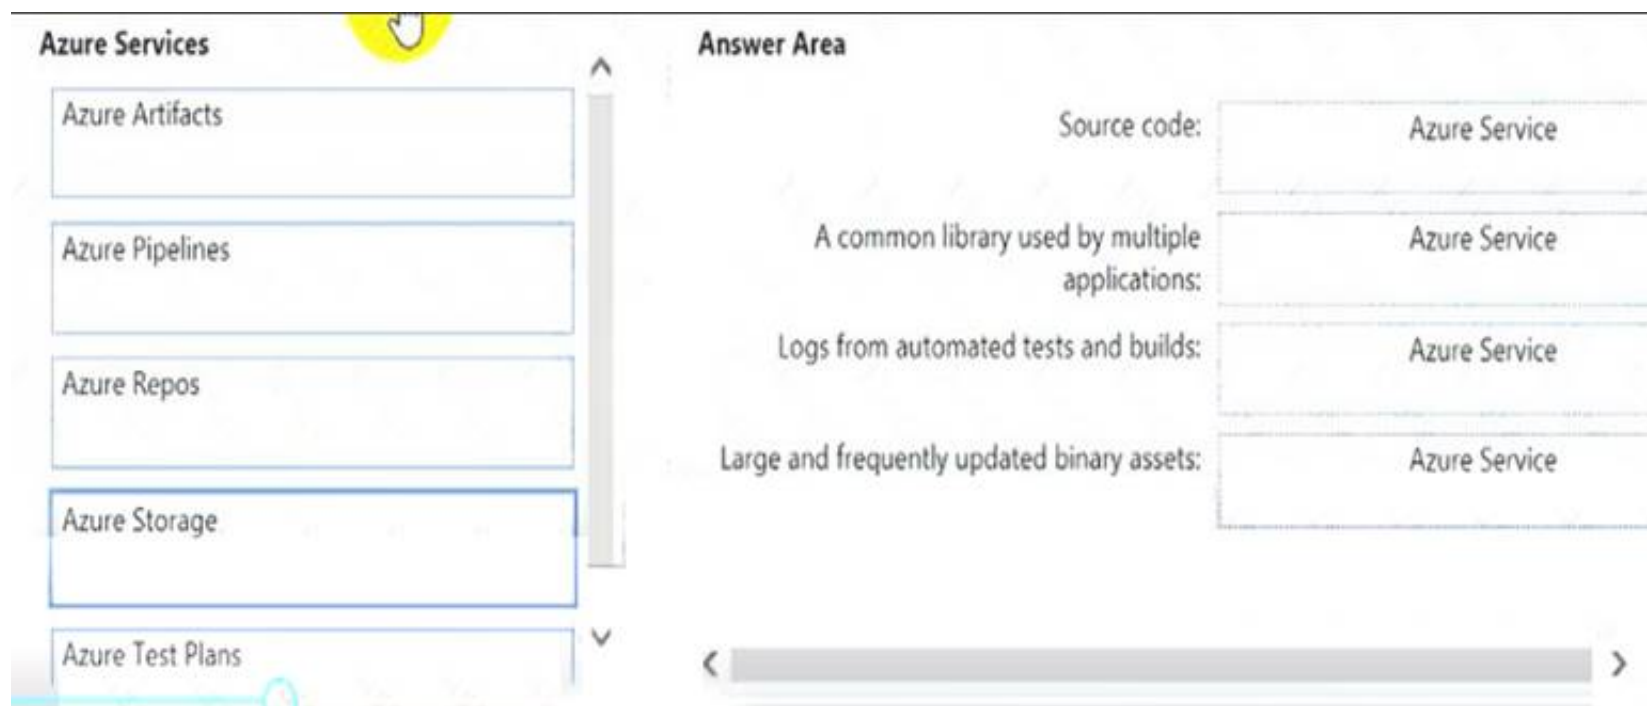 Azure Services
Azure Artifacts
Azure Pipelines
Azure Repos
Azure Storage
Azure Test Plans
Answer Area
Source code:
Azure Service
A common library used by multiple
applications:
Azure Service
Logs from automated tests and builds:
Azure Service
Large and frequently updated binary assets:
Azure Service